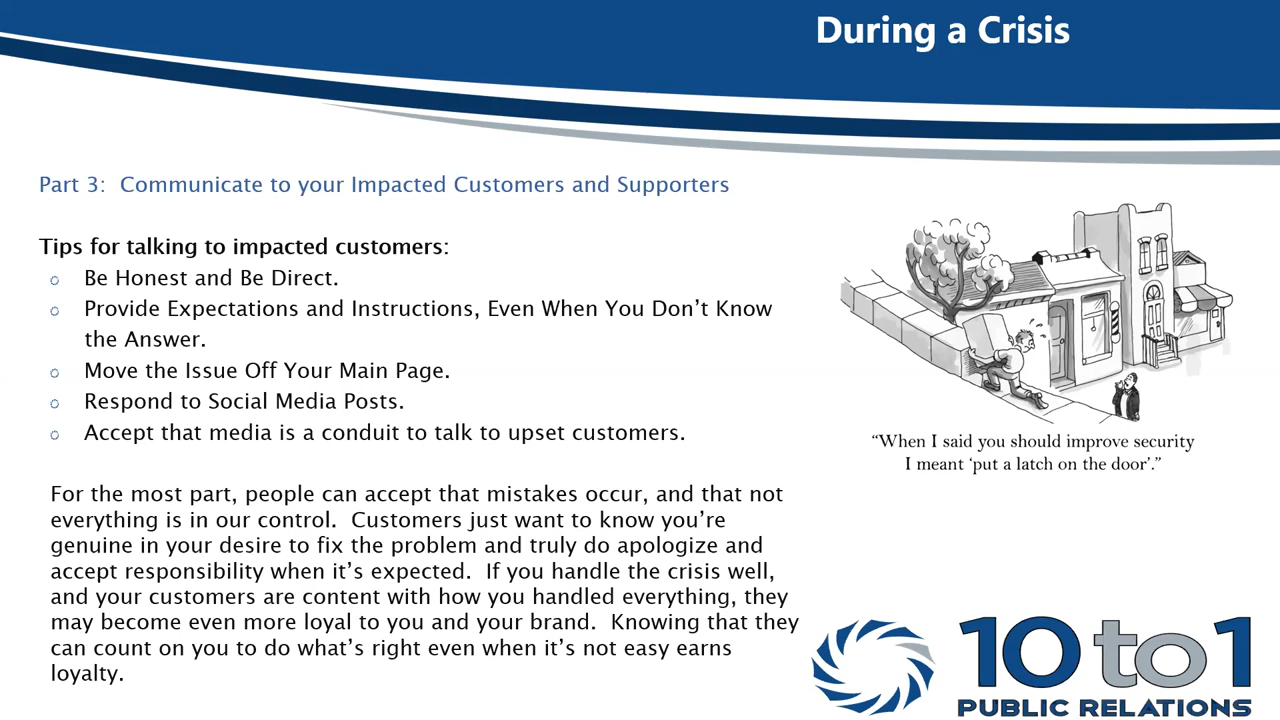 During a Crisis
Part 3:  Communicate to your Impacted Customers and Supporters
Tips for talking to impacted customers:
Be Honest and Be Direct.
Provide Expectations and Instructions, Even When You Don’t Know
the Answer.
Move the Issue Off Your Main Page.
Respond to Social Media Posts.
Accept that media is a conduit to talk to upset customers.
For the most part, people can accept that mistakes occur, and that not
everything is in our control.  Customers just want to know you’re
genuine in your desire to fix the problem and truly do apologize and
accept responsibility when it’s expected.  If you handle the crisis well,
and your customers are content with how you handled everything, they
may become even more loyal to you and your brand.  Knowing that they
can count on you to do what’s right even when it’s not easy earns
loyalty.
“When I said you should improve security
I meant ‘put a latch on the door’.”
10to1
PUBLIC RELATIONS